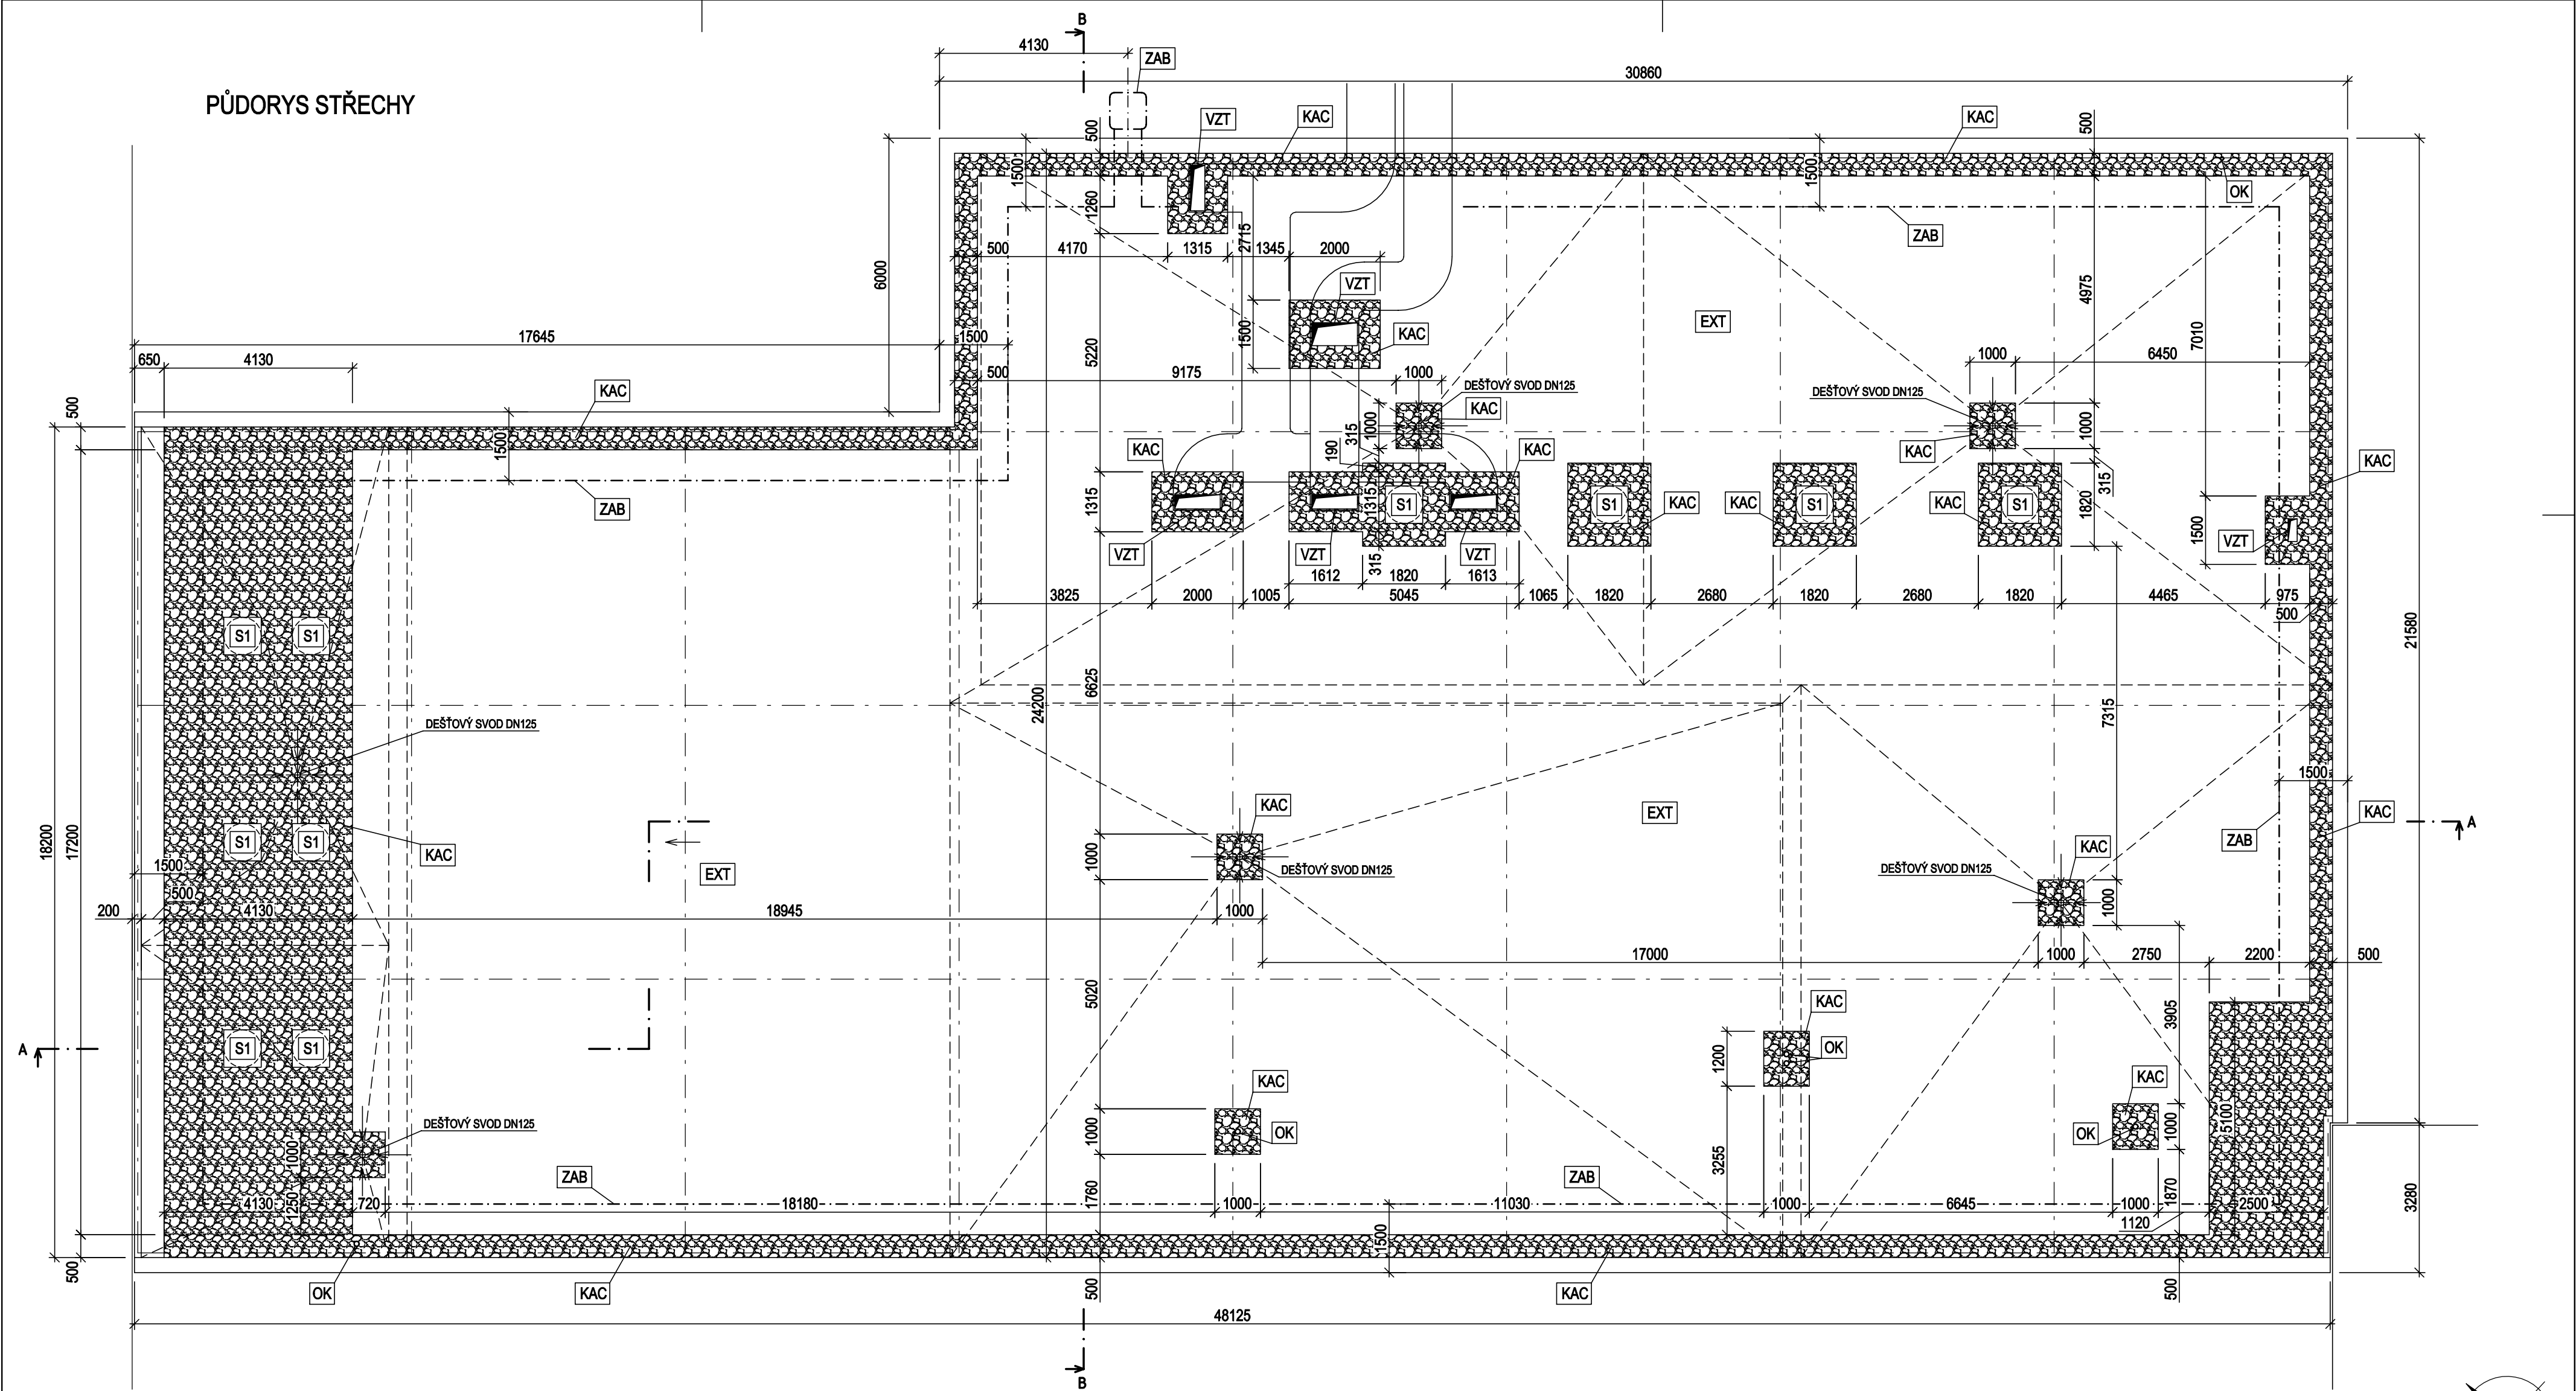 B
4130
ZAB
30860
PŮDORYS STŘECHY
VZT
KAC
KAC
500
500
1500
1500
OK
1260
2715
ZAB
500
4170
1315
1345
2000
6000
VZT
4975
EXT
17645
1500
1500
KAC
7010
5220
650
4130
1000
6450
500
9175
1000
DEŠŤOVÝ SVOD DN125
DEŠŤOVÝ SVOD DN125
KAC
500
KAC
1000
1000
1500
315
190
KAC
KAC
KAC
KAC
315
ZAB
1315
1315
S1
S1
KAC
KAC
S1
KAC
S1
1820
1500
VZT
VZT
VZT
VZT
315
1612
1820
1613
3825
2000
1005
5045
1065
1820
2680
1820
2680
1820
4465
975
500
S1
S1
21580
6625
24200
7315
DEŠŤOVÝ SVOD DN125
1500
KAC
EXT
KAC
A
18200
17200
S1
S1
KAC
1000
ZAB
KAC
1500
EXT
DEŠŤOVÝ SVOD DN125
DEŠŤOVÝ SVOD DN125
500
1000
200
4130
18945
1000
17000
1000
2750
2200
500
5020
3905
KAC
A
S1
S1
1200
OK
KAC
KAC
5100
DEŠŤOVÝ SVOD DN125
1000
1000
OK
OK
1000
3255
ZAB
ZAB
1250
4130
720
18180
1760
1000
11030
1000
6645
1000
1870
2500
3280
1120
1500
500
OK
KAC
500
KAC
500
48125
B